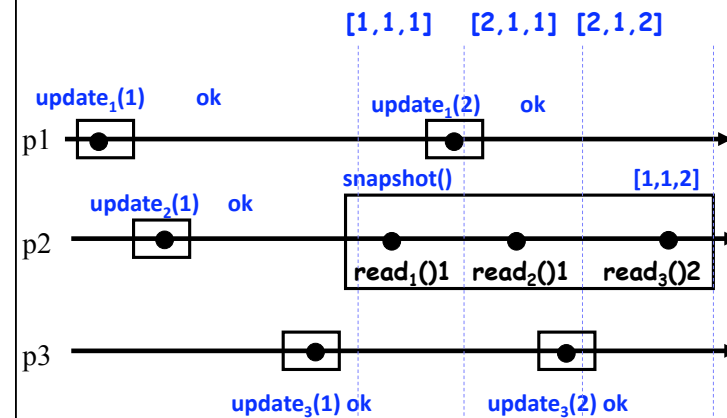 [1,1,1] [2,1,1] [2,1,2]
update₁(1) ok update₁(2) ok
p1
snapshot() [1,1,2]
update₂(1) ok
p2
read₁()1 read₂()1 read₃()2
p3
update₃(1) ok update₃(2) ok